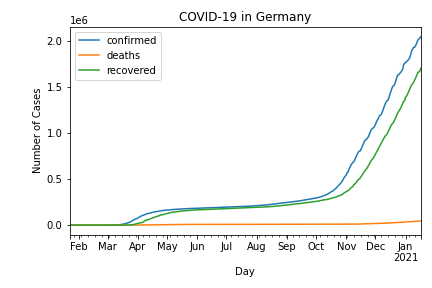 COVID-19 in Germany
1e6
confirmed
deaths
recovered
2.0
1.5
1.0
0.5
0.0
Number of Cases
Feb Mar Apr May Jun Jul Aug Sep Oct Nov Dec Jan
2021
Day